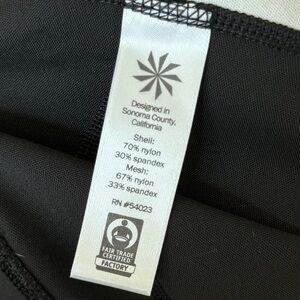 Designed in
Sonoma County,
California
Shell:
70% nylon
30% spandex
Mesh:
67% nylon
33% spandex
RN #54023
FAIR TRADE
CERTIFIED
FACTORY